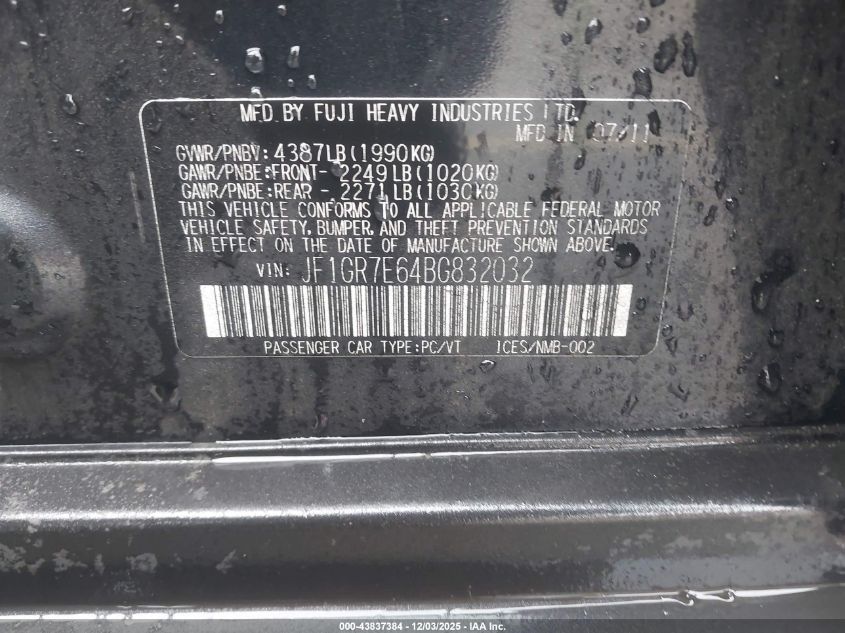 MFD.BY FUJI HEAVY INDUSTRIES LTD.
MFD IN 07/11
GVWR/PNBV: 4387LB(1990KG)
GAWR/PNBE:FRONT- 2249LB(1020KG)
GAWR/PNBE:REAR - 2271LB(1030KG)
THIS VEHICLE CONFORMS TO ALL APPLICABLE FEDERAL MOTOR
VEHICLE SAFETY, BUMPER, AND THEFT PREVENTION STANDARDS
IN EFFECT ON THE DATE OF MANUFACTURE SHOWN ABOVE.
VIN: JF1GR7E64BG832032
PASSENGER CAR TYPE:PC/VT ICES/NMB-002
000-43837384 - 12/03/2025 - IAA Inc.